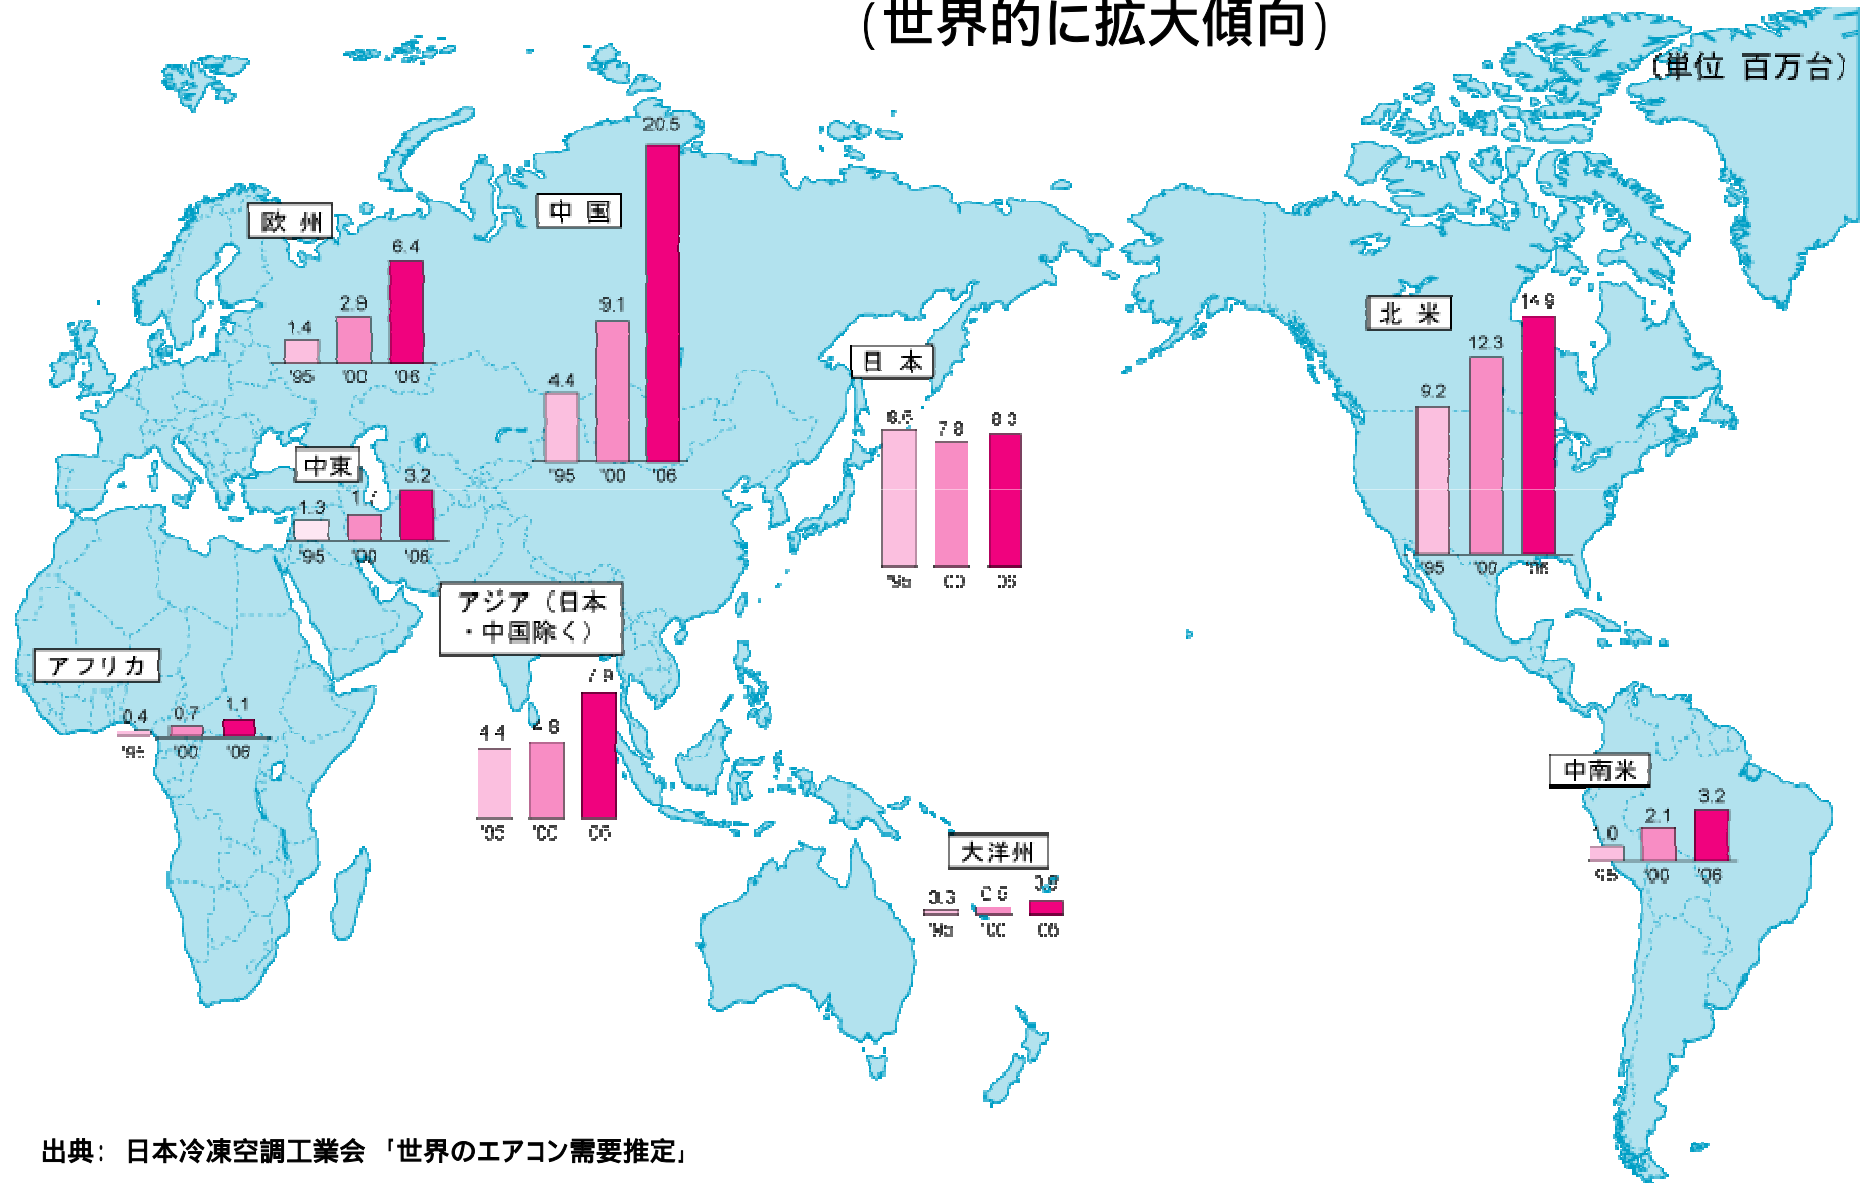 (世界的に拡大傾向)
(単位 百万台)
欧州
6.4
2.9
1.4
'95 '00 '06
中国
20.5
9.1
4.4
'95 '00 '06
日本
7.8
北米
14.9
12.3
9.2
'95 '00
中東
3.2
1.3
'95 '00 '06
アジア(日本
・中国除く)
4.4
'95
アフリカ
0.4 0.7 1.1
'00 '06
中南米
3.2
2.1
'00 '06
大洋州
出典: 日本冷凍空調工業会 「世界のエアコン需要推定」